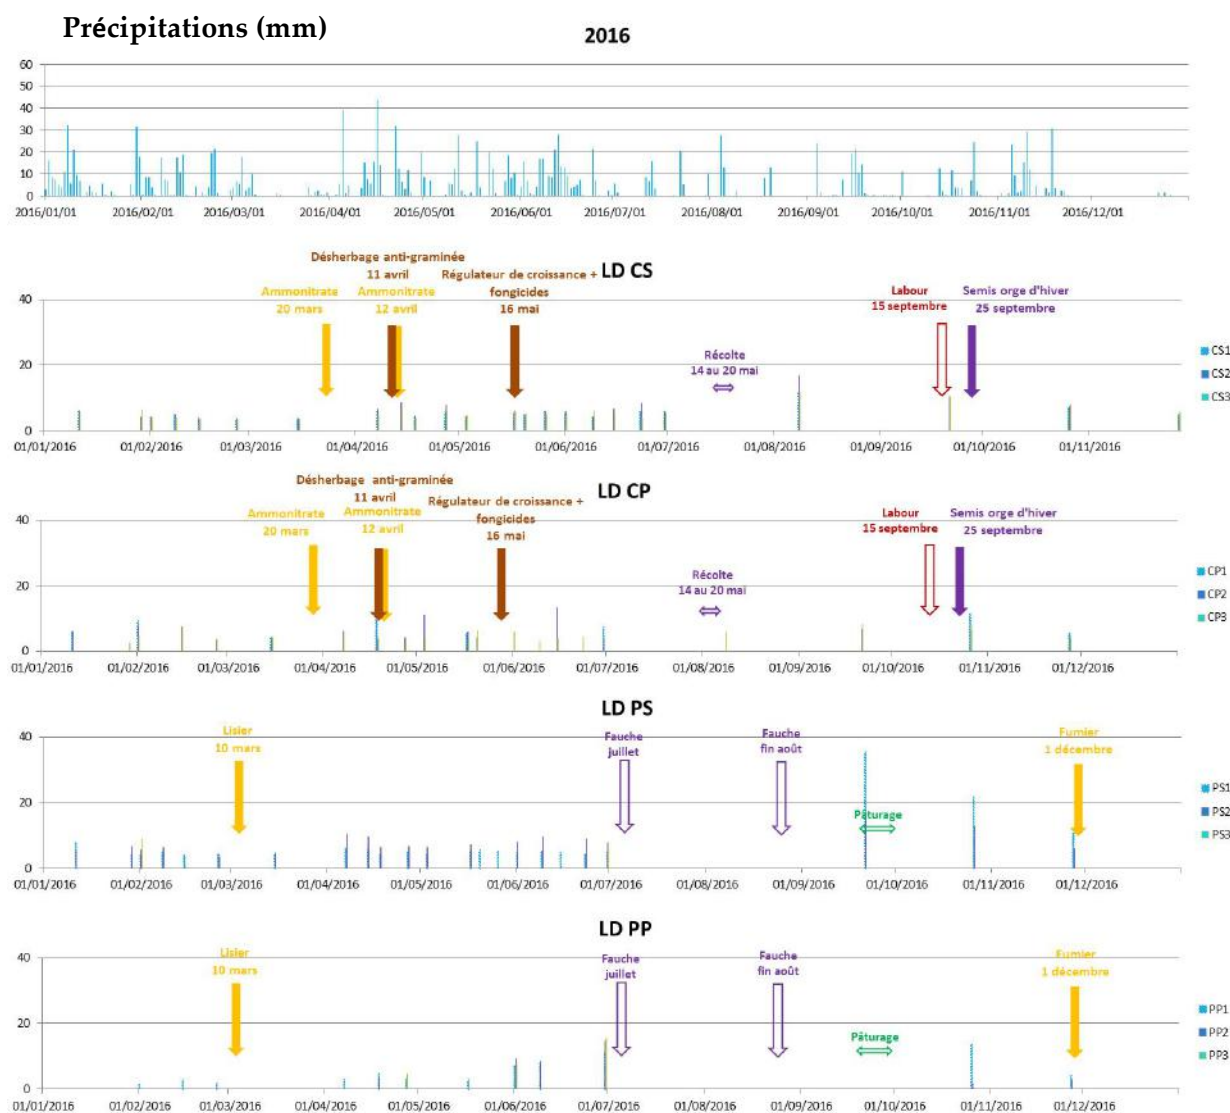 Précipitations (mm)
2016
60
50
40
30
20
10
0
2016/01/01 2016/02/01 2016/03/01 2016/04/01 2016/05/01 2016/06/01 2016/07/01 2016/08/01 2016/09/01 2016/10/01 2016/11/01 2016/12/01
LD CS
Désherbage anti-graminée
11 avril
Régulateur de croissance +
fongicides
16 mai
Ammonitrate
20 mars
Ammonitrate
12 avril
Labour
15 septembre
Semis orge d'hiver
25 septembre
Récolte
14 au 20 mai
40
20
0
CS1
CS2
CS3
01/01/2016 01/02/2016 01/03/2016 01/04/2016 01/05/2016 01/06/2016 01/07/2016 01/08/2016 01/09/2016 01/10/2016 01/11/2016
LD CP
Désherbage anti-graminée
11 avril
Régulateur de croissance +
fongicides
16 mai
Ammonitrate
20 mars
Ammonitrate
12 avril
Labour
15 septembre
Semis orge d'hiver
25 septembre
Récolte
14 au 20 mai
40
20
0
CP1
CP2
CP3
01/01/2016 01/02/2016 01/03/2016 01/04/2016 01/05/2016 01/06/2016 01/07/2016 01/08/2016 01/09/2016 01/10/2016 01/11/2016 01/12/2016
LD PS
Lisier
10 mars
Fauche
juillet
Fauche
fin août
Fumier
1 décembre
Pâturage
40
20
0
PS1
PS2
PS3
01/01/2016 01/02/2016 01/03/2016 01/04/2016 01/05/2016 01/06/2016 01/07/2016 01/08/2016 01/09/2016 01/10/2016 01/11/2016 01/12/2016
LD PP
Lisier
10 mars
Fauche
juillet
Fauche
fin août
Fumier
1 décembre
Pâturage
40
20
0
PP1
PP2
PP3
01/01/2016 01/02/2016 01/03/2016 01/04/2016 01/05/2016 01/06/2016 01/07/2016 01/08/2016 01/09/2016 01/10/2016 01/11/2016 01/12/2016